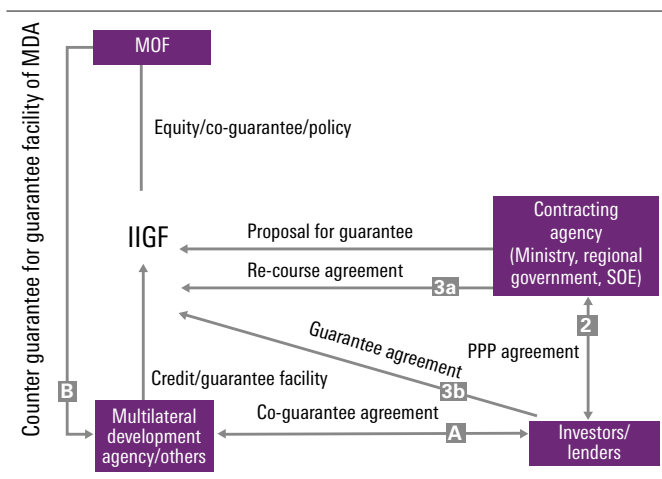 Counter guarantee for guarantee facility of MDA
MOF
Equity/co-guarantee/policy
IIGF
Proposal for guarantee
Re-course agreement
3a
Contracting
agency
(Ministry, regional
government, SOE)
2
PPP agreement
Guarantee agreement
3b
Credit/guarantee facility
B
Multilateral
development
agency/others
Co-guarantee agreement
A
Investors/
lenders